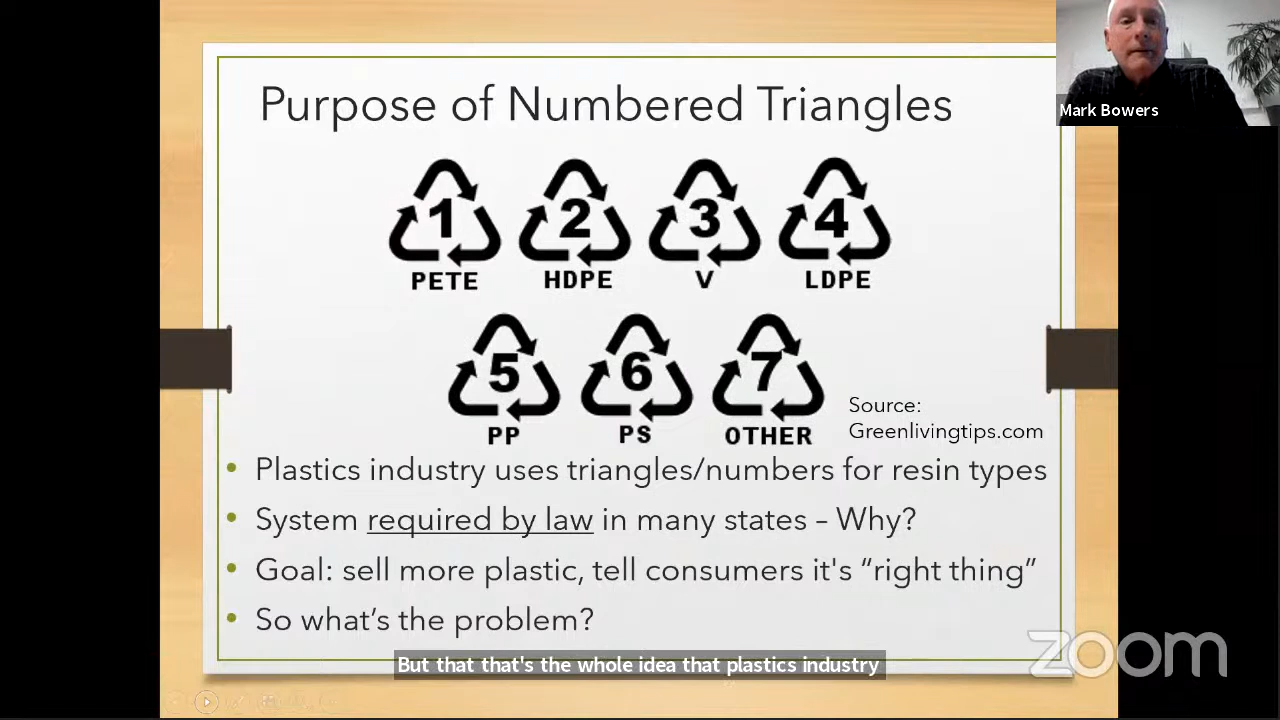 Purpose of Numbered Triangles
Mark Bowers
1 2 3 4
PETE HDPE V LDPE
5 6 7
PP PS OTHER
Source:
Greenlivingtips.com
• Plastics industry uses triangles/numbers for resin types
• System required by law in many states – Why?
• Goal: sell more plastic, tell consumers it's “right thing”
• So what’s the problem?
But that that's the whole idea that plastics industry
zoom